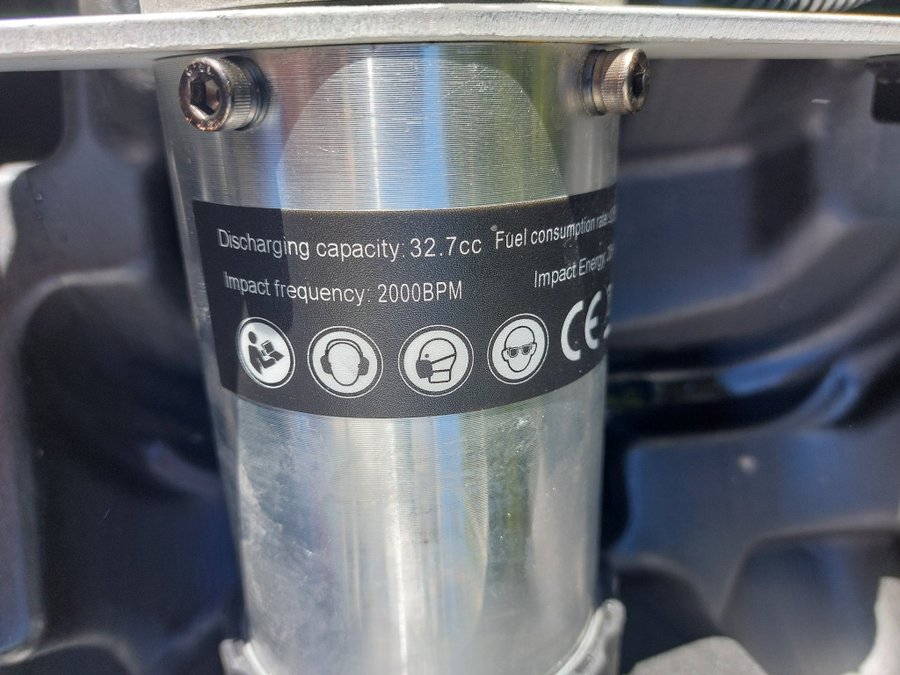 Discharging capacity: 32.7cc Fuel consumption rate:
Impact frequency: 2000BPM Impact Energy:
CE